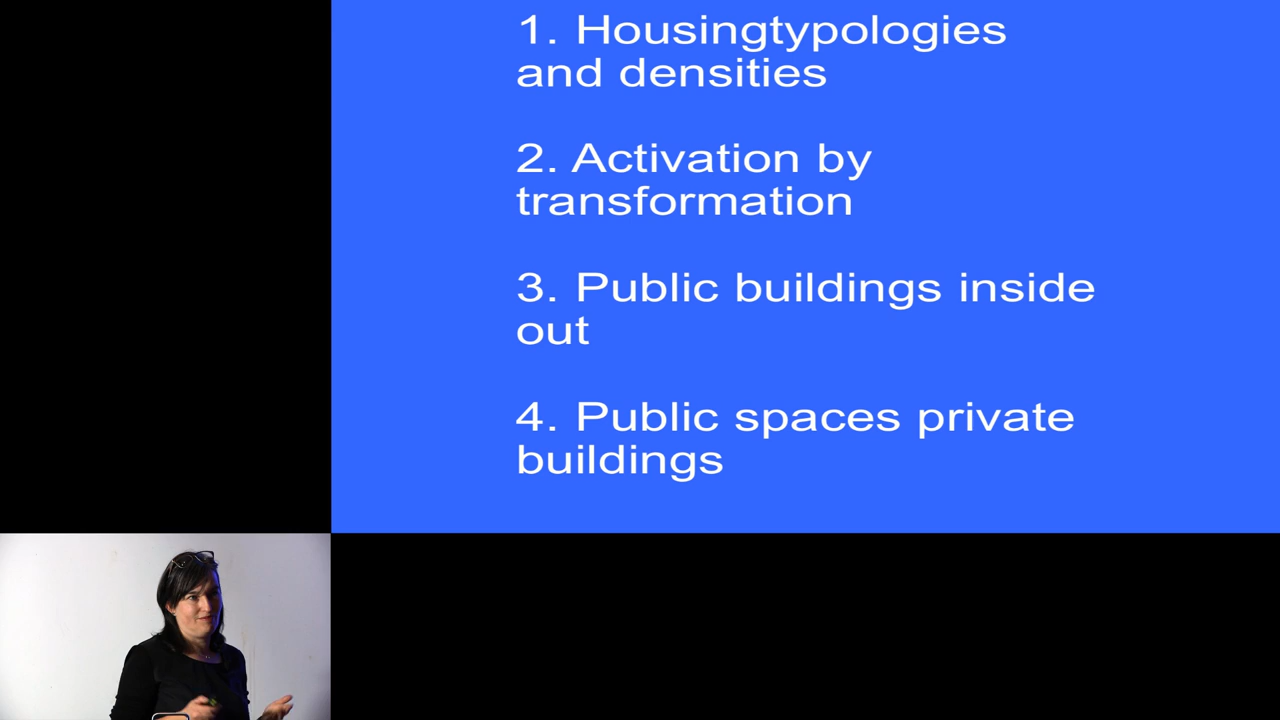 1. Housingtypologies
and densities
2. Activation by
transformation
3. Public buildings inside
out
4. Public spaces private
buildings